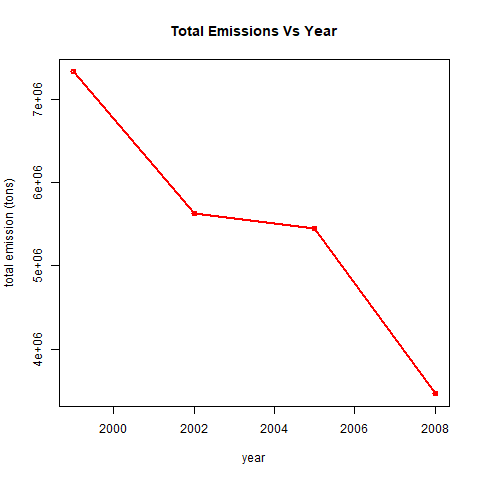 Total Emissions Vs Year
total emission (tons)
7e+06
6e+06
5e+06
4e+06
2000 2002 2004 2006 2008
year